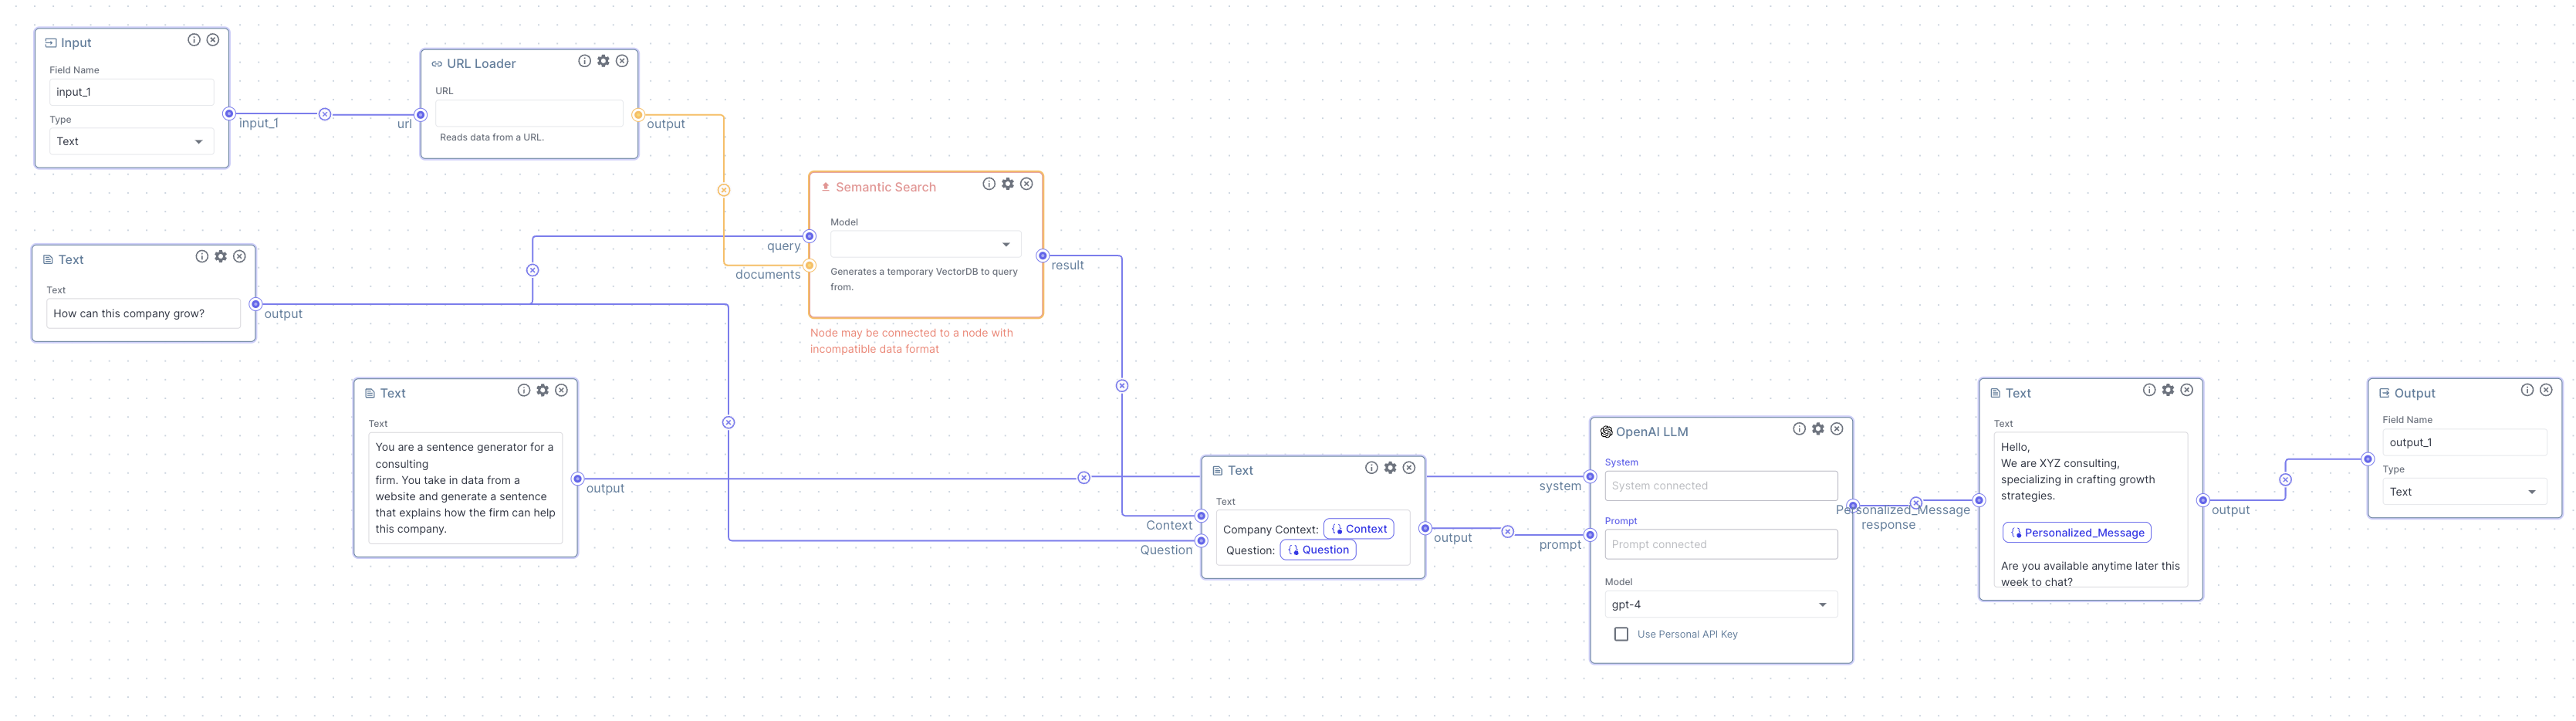 Input
Field Name
input_1
Type
Text
input_1
URL Loader
URL
Reads data from a URL.
url
output
Text
Text
How can this company grow?
output
Semantic Search
Model
Generates a temporary VectorDB to query
from.
query
documents
result
Node may be connected to a node with
incompatible data format
Text
Text
You are a sentence generator for a
consulting
firm. You take in data from a
website and generate a sentence
that explains how the firm can help
this company.
output
Text
Text
Company Context: Context
Question: Question
Context
Question
output
OpenAI LLM
System
System connected
Prompt
Prompt connected
Model
gpt-4
Use Personal API Key
system
prompt
response
Personalized_Message
Text
Text
Hello,
We are XYZ consulting,
specializing in crafting growth
strategies.
Personalized_Message
Are you available anytime later this
week to chat?
output
Output
Field Name
output_1
Type
Text